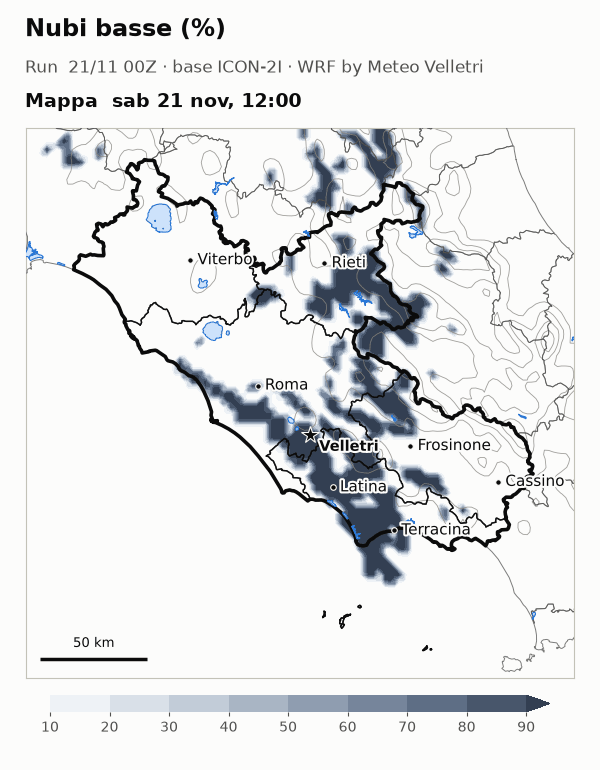 Nubi basse (%)
Run  21/11 00Z · base ICON-2I · WRF by Meteo Velletri
Mappa  sab 21 nov, 12:00
Viterbo
Rieti
Roma
Velletri
Frosinone
Latina
Cassino
Terracina
50 km
10 20 30 40 50 60 70 80 90